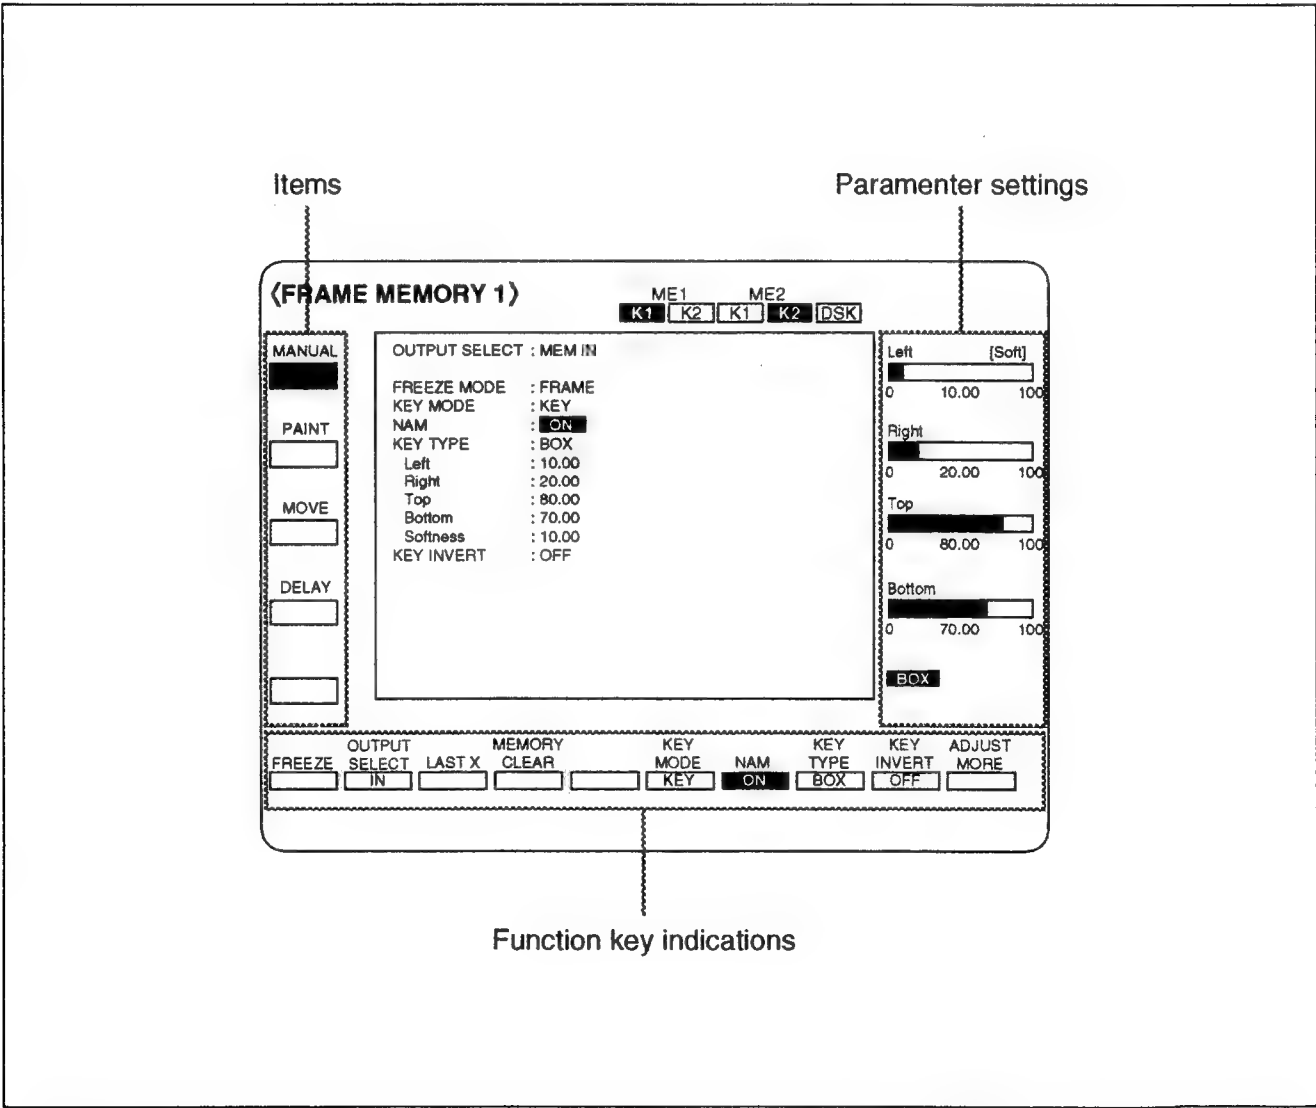 Items
Paramenter settings
〈FRAME MEMORY 1〉
ME1 ME2
K1 K2 K1 K2 DSK
MANUAL
PAINT
MOVE
DELAY
OUTPUT SELECT : MEM IN
FREEZE MODE : FRAME
KEY MODE : KEY
NAM : ON
KEY TYPE : BOX
Left : 10.00
Right : 20.00
Top : 80.00
Bottom : 70.00
Softness : 10.00
KEY INVERT : OFF
Left [Soft]
0 10.00 100
Right
0 20.00 100
Top
0 80.00 100
Bottom
0 70.00 100
BOX
OUTPUT MEMORY KEY KEY KEY ADJUST
FREEZE SELECT LAST X CLEAR MODE NAM TYPE INVERT MORE
IN KEY ON BOX OFF
Function key indications